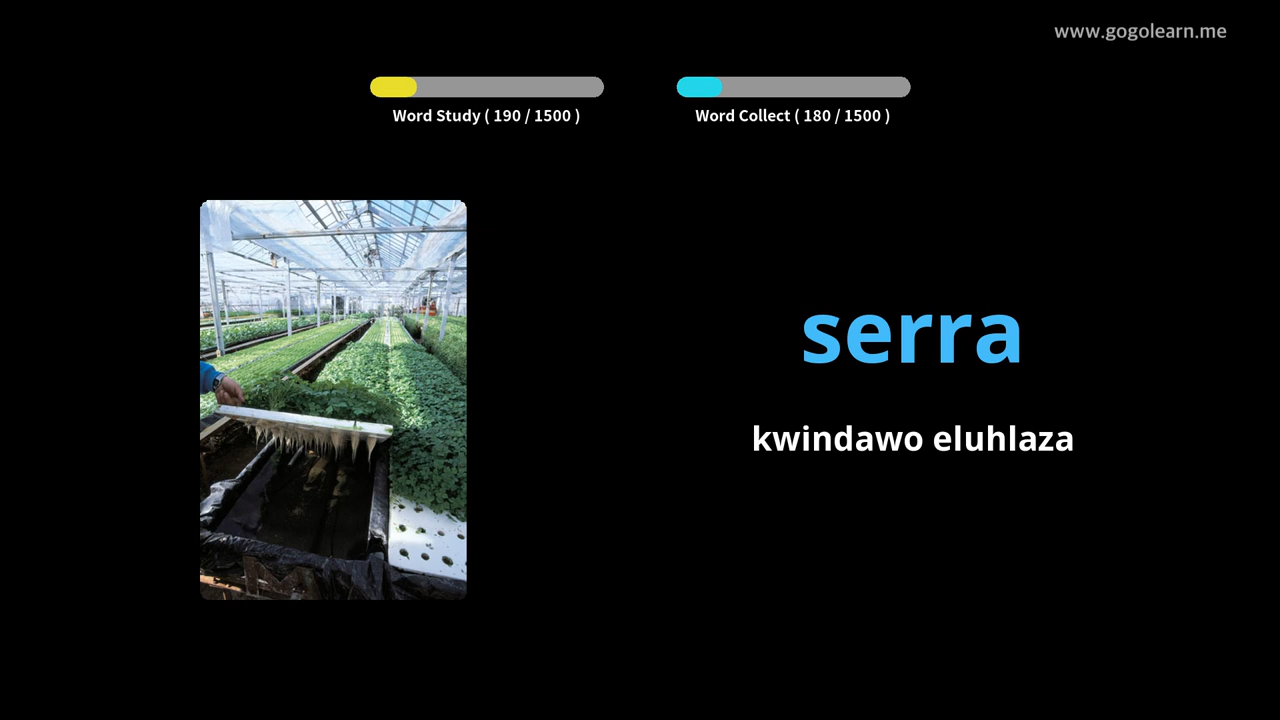 www.gogolearn.me
Word Study ( 190 / 1500 )
Word Collect ( 180 / 1500 )
serra
kwindawo eluhlaza